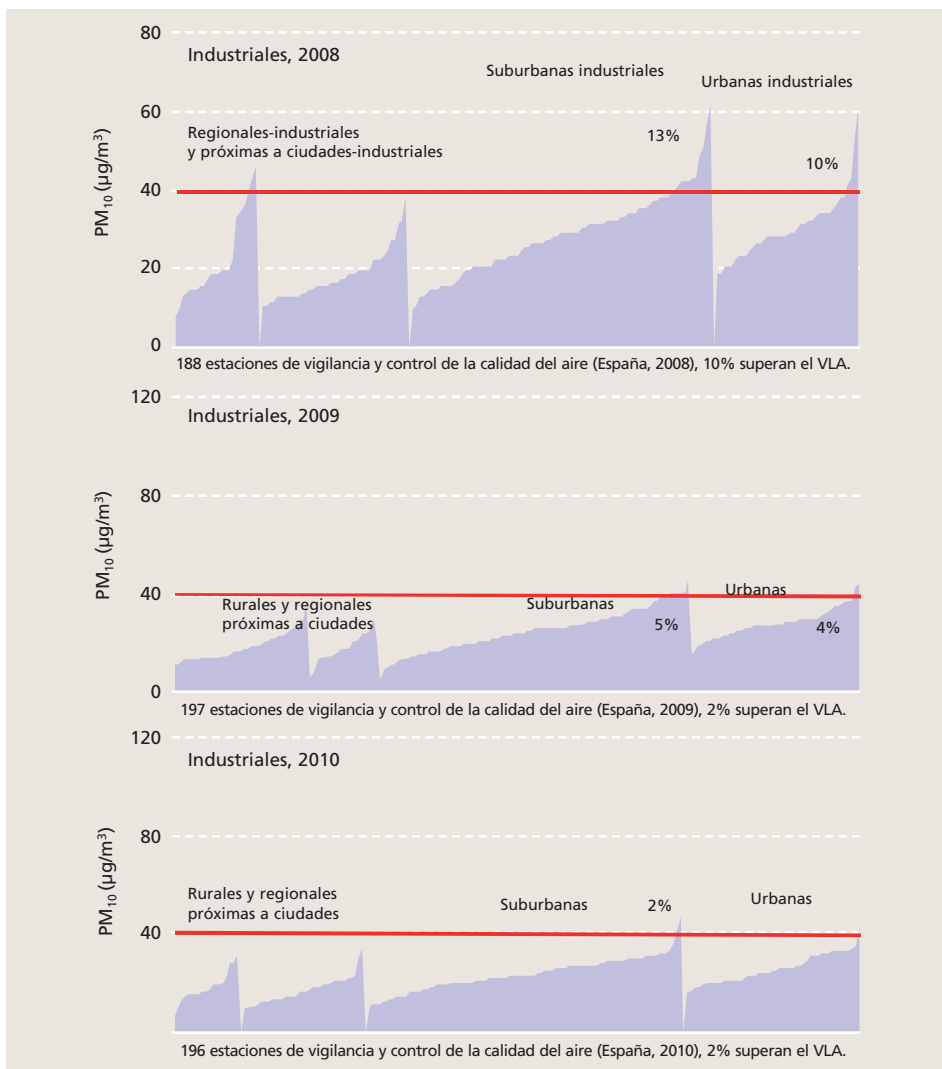 80
Industriales, 2008
Suburbanas industriales
Urbanas industriales
60
Regionales-industriales
y próximas a ciudades-industriales
13%
10%
PM10 (µg/m³)
40
20
0
188 estaciones de vigilancia y control de la calidad del aire (España, 2008), 10% superan el VLA.
120
Industriales, 2009
80
PM10 (µg/m³)
40
Rurales y regionales
próximas a ciudades
Suburbanas
Urbanas
5%
4%
0
197 estaciones de vigilancia y control de la calidad del aire (España, 2009), 2% superan el VLA.
120
Industriales, 2010
80
PM10 (µg/m³)
Rurales y regionales
próximas a ciudades
Suburbanas
2%
Urbanas
40
196 estaciones de vigilancia y control de la calidad del aire (España, 2010), 2% superan el VLA.